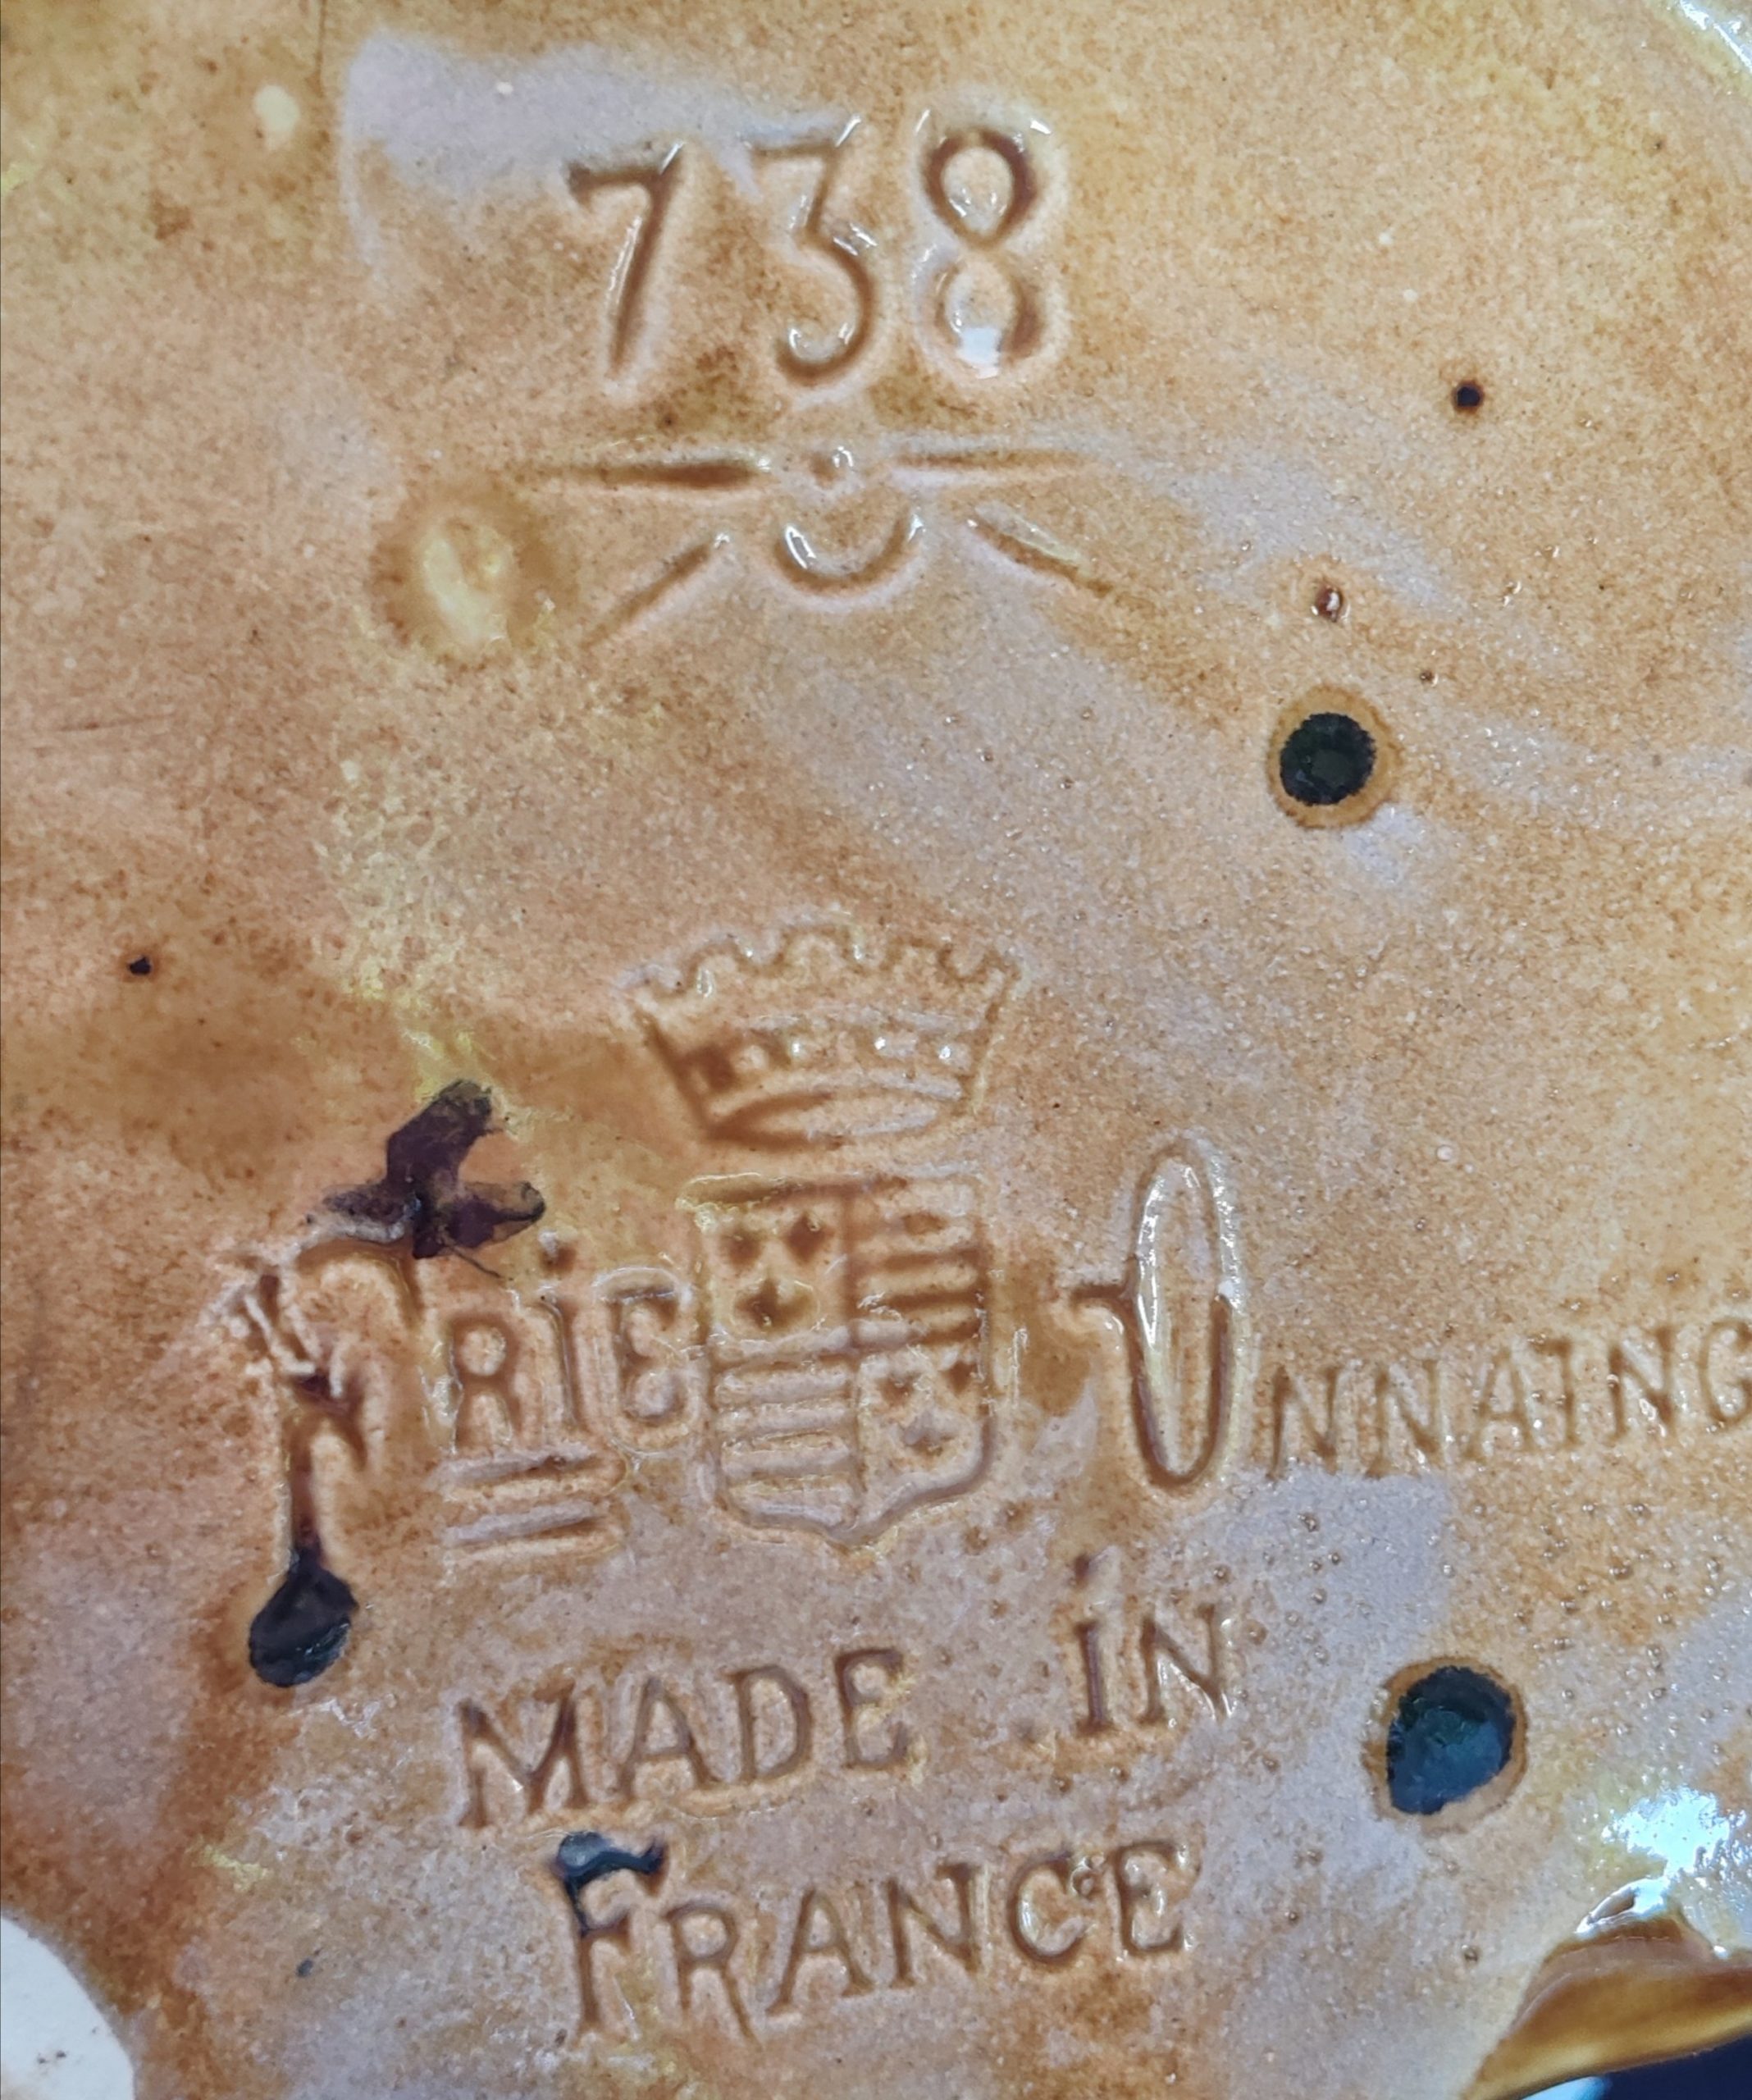 738
FRIE ONNAING
MADE iN
FRANCE